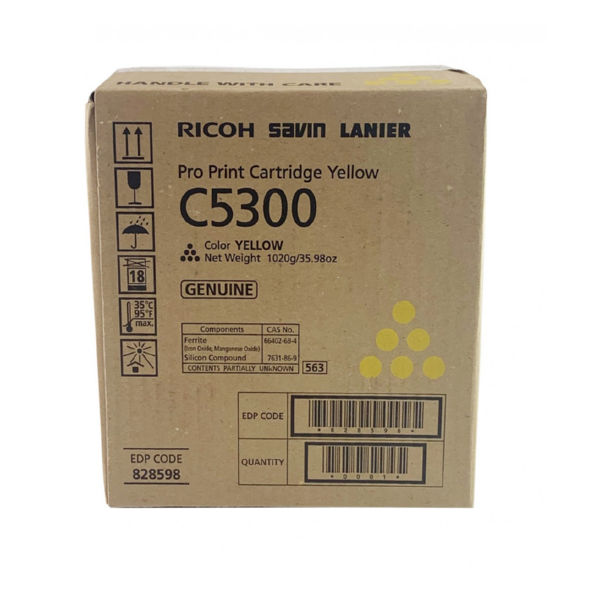 HANDLE WITH CARE
RICOH SAVIN LANIER
Pro Print Cartridge Yellow
C5300
Color YELLOW
Net Weight 1020g/35.98oz
GENUINE
18
35°C
95°F
max.
Components CAS No.
Ferrite 66402-68-4
(Iron Oxide, Manganese Oxide)
Silicon Compound 7631-86-9
CONTENTS PARTIALLY UNKNOWN 563
EDP CODE
*828598*
QUANTITY
*0001*
EDP CODE
828598